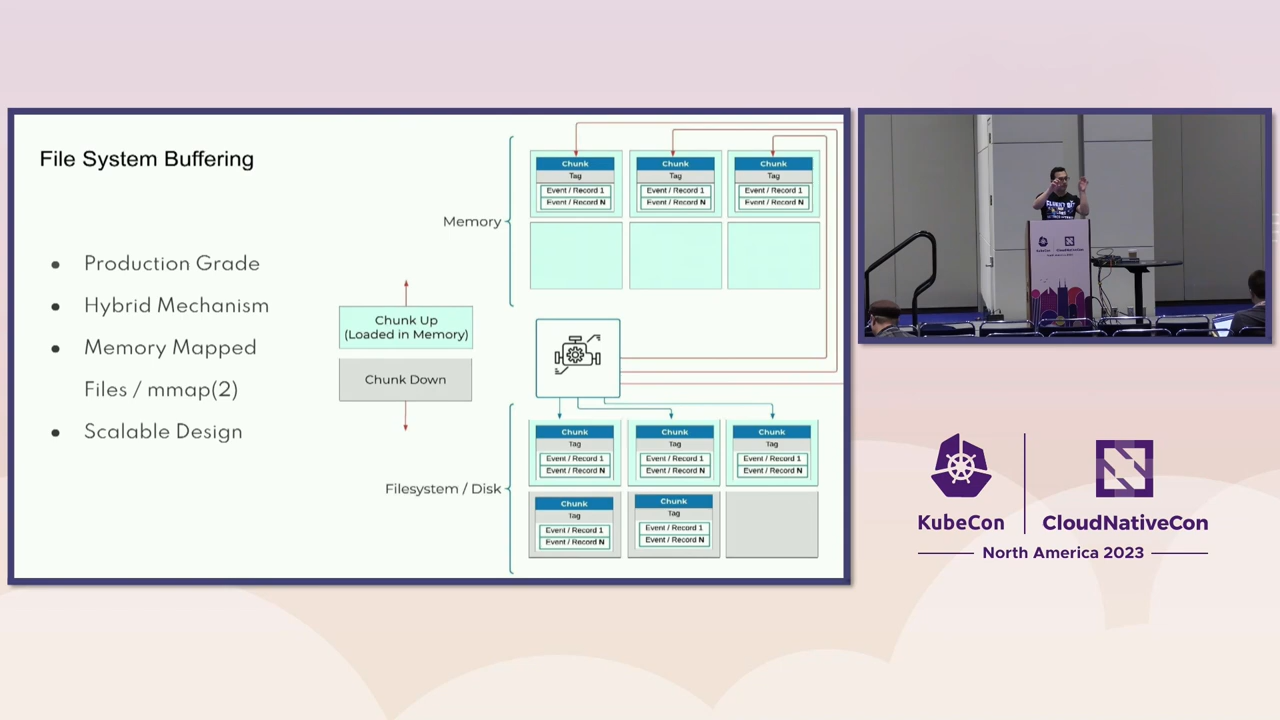 File System Buffering
Production Grade
Hybrid Mechanism
Memory Mapped
Files / mmap(2)
Scalable Design
Chunk Up
(Loaded in Memory)
Chunk Down
Memory
Chunk
Tag
Event / Record 1
Event / Record N
Chunk
Tag
Event / Record 1
Event / Record N
Chunk
Tag
Event / Record 1
Event / Record N
Filesystem / Disk
Chunk
Tag
Event / Record 1
Event / Record N
Chunk
Tag
Event / Record 1
Event / Record N
Chunk
Tag
Event / Record 1
Event / Record N
Chunk
Tag
Event / Record 1
Event / Record N
Chunk
Tag
Event / Record 1
Event / Record N
KubeCon
CloudNativeCon
North America 2023